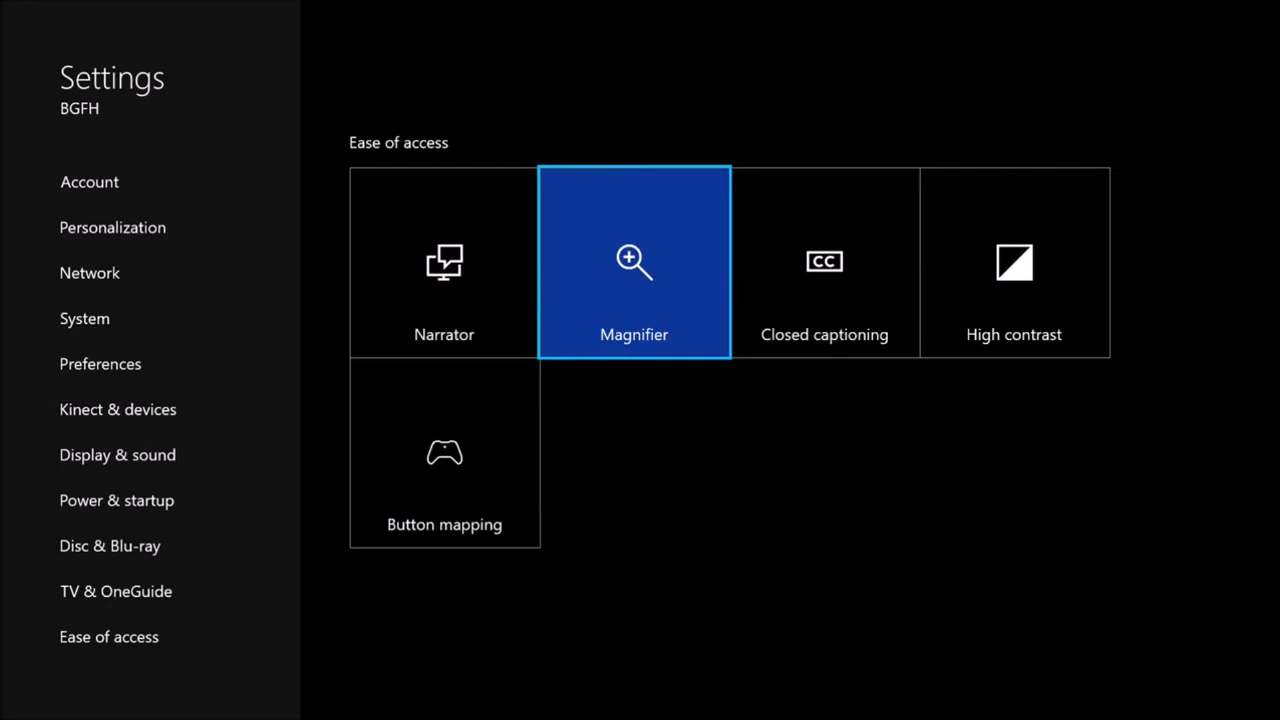 Settings
BGFH
Account
Personalization
Network
System
Preferences
Kinect & devices
Display & sound
Power & startup
Disc & Blu-ray
TV & OneGuide
Ease of access
Ease of access
Narrator
Magnifier
CC
Closed captioning
High contrast
Button mapping